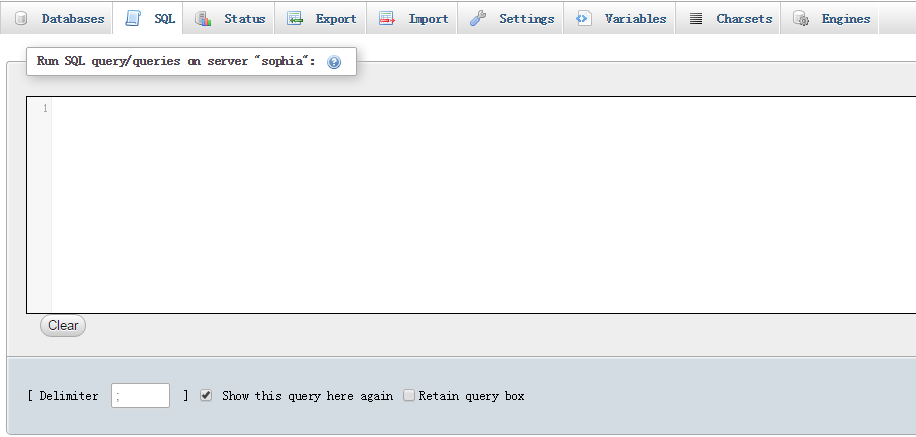 Databases SQL Status Export Import Settings Variables Charsets Engines
Run SQL query/queries on server "sophia":
1
Clear
[ Delimiter ; ] Show this query here again Retain query box